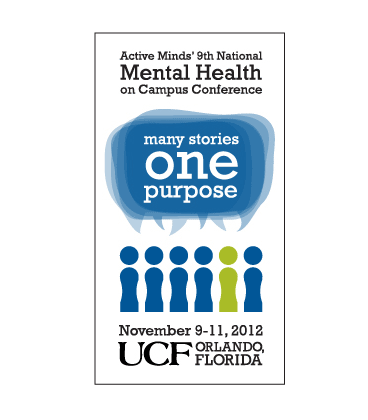 Active Minds' 9th National
Mental Health
on Campus Conference
many stories
one
purpose
November 9-11, 2012
UCF ORLANDO,
FLORIDA